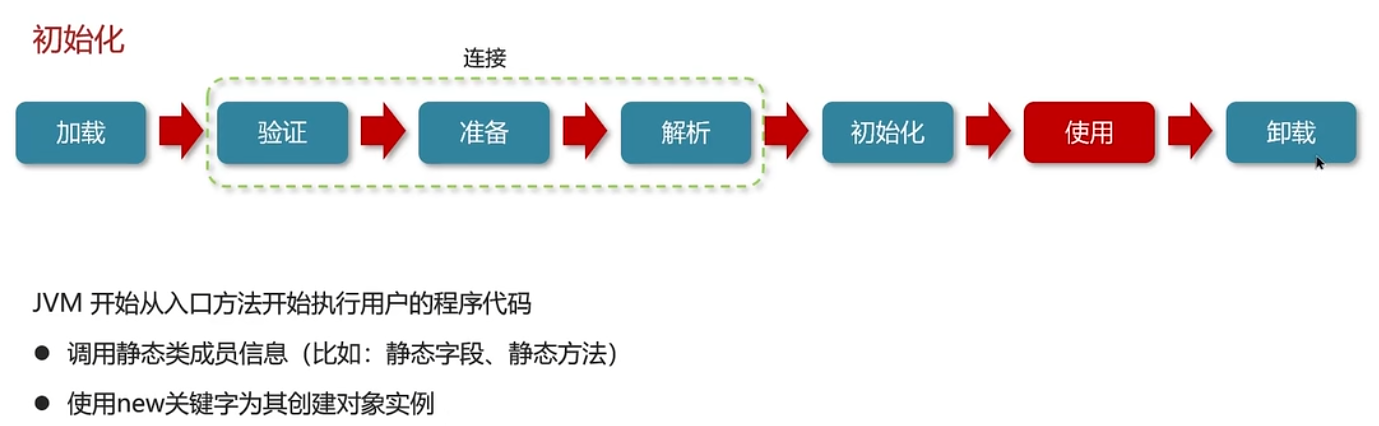 初始化
连接
加载 验证 准备 解析 初始化 使用 卸载
JVM 开始从入口方法开始执行用户的程序代码
● 调用静态类成员信息（比如：静态字段、静态方法）
● 使用new关键字为其创建对象实例